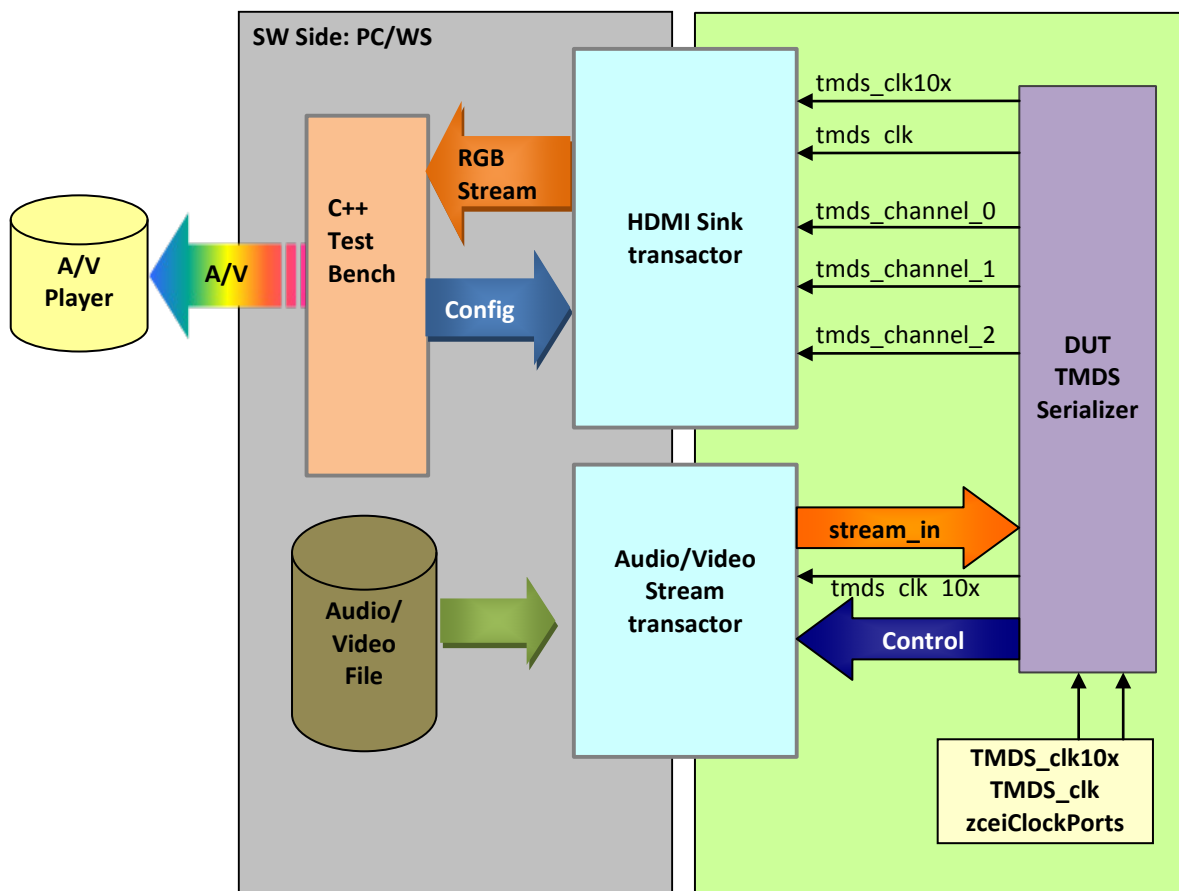 SW Side: PC/WS
tmds_clk10x
tmds_clk
tmds_channel_0
tmds_channel_1
tmds_channel_2
RGB
Stream
C++
Test
Bench
HDMI Sink
transactor
A/V
Player
A/V
Config
DUT
TMDS
Serializer
stream_in
tmds_clk_10x
Control
Audio/Video
Stream
transactor
Audio/
Video
File
TMDS_clk10x
TMDS_clk
zceiClockPorts